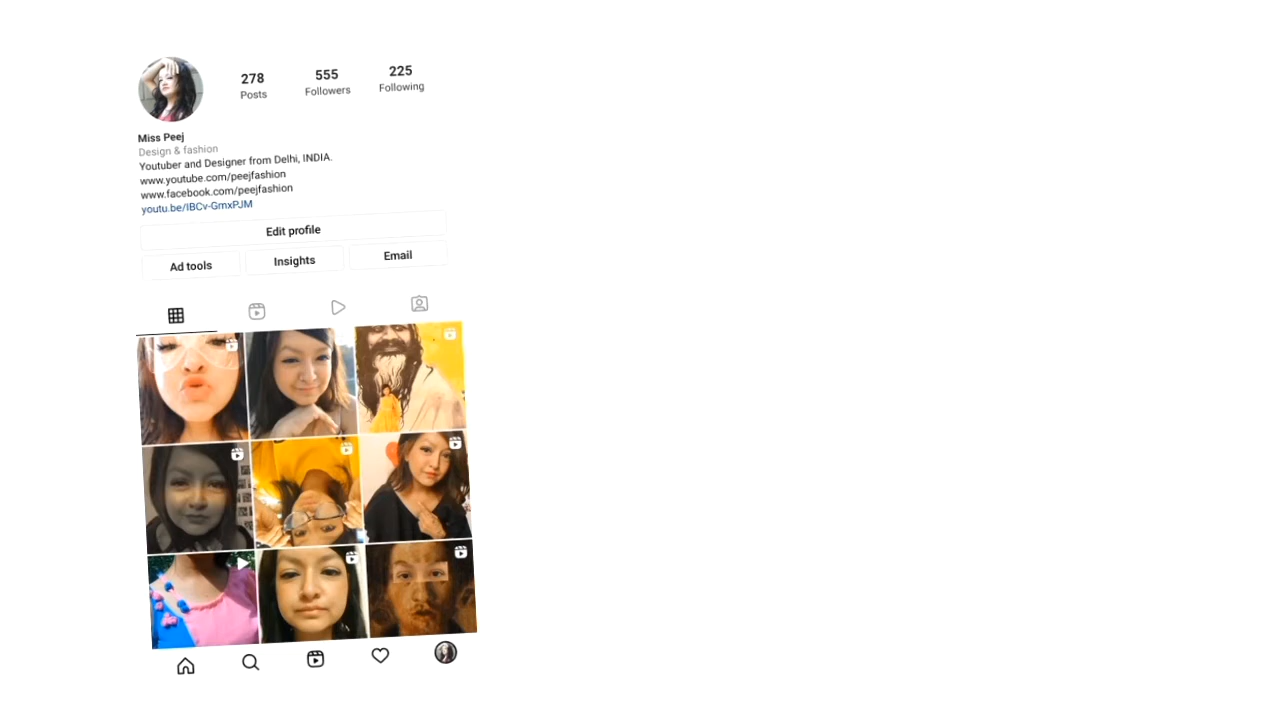 278 555 225
Posts Followers Following
Miss Peej
Design & fashion
Youtuber and Designer from Delhi, INDIA.
www.youtube.com/peejfashion
www.facebook.com/peejfashion
youtu.be/IBCv-GmxPJM
Edit profile
Ad tools Insights Email